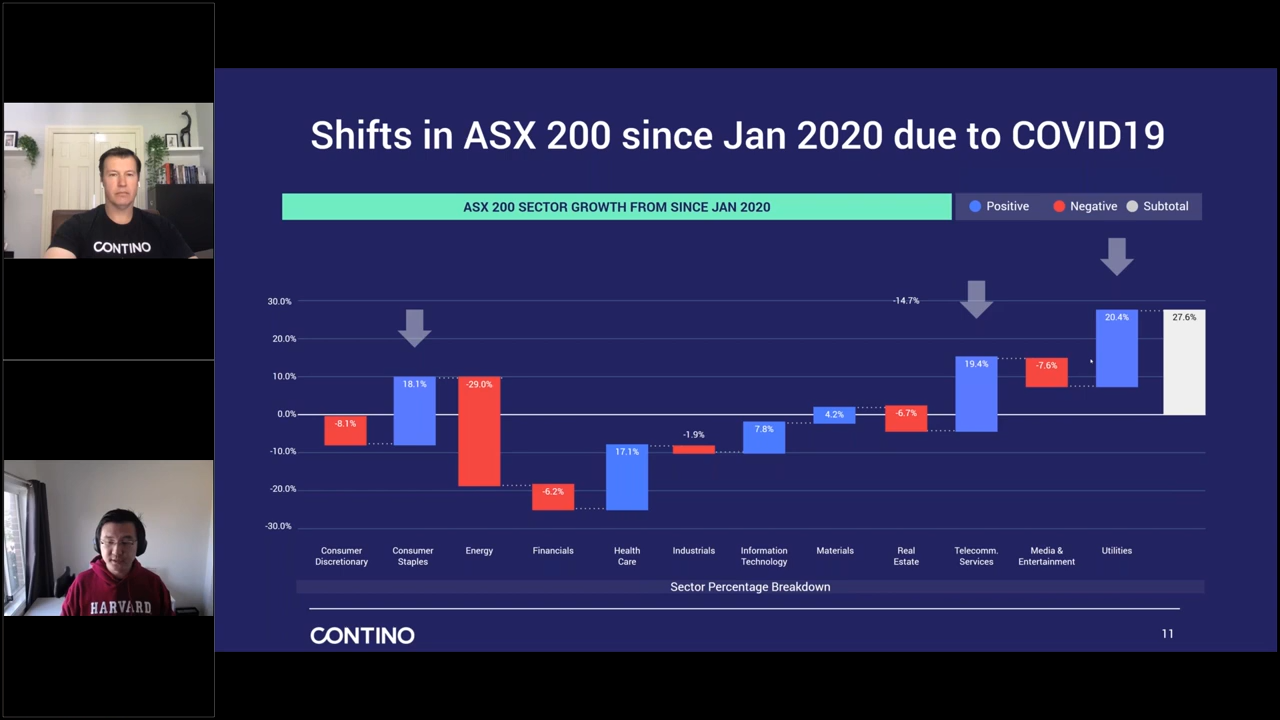 CONTINO
HARVARD
Shifts in ASX 200 since Jan 2020 due to COVID19
ASX 200 SECTOR GROWTH FROM SINCE JAN 2020
Positive
Negative
Subtotal
30.0%
20.0%
10.0%
0.0%
-10.0%
-20.0%
-30.0%
-8.1%
18.1%
-29.0%
-6.2%
17.1%
-1.9%
7.8%
4.2%
-14.7%
-6.7%
19.4%
-7.6%
20.4%
27.6%
Consumer
Discretionary
Consumer
Staples
Energy
Financials
Health
Care
Industrials
Information
Technology
Materials
Real
Estate
Telecomm.
Services
Media &
Entertainment
Utilities
Sector Percentage Breakdown
CONTINO
11